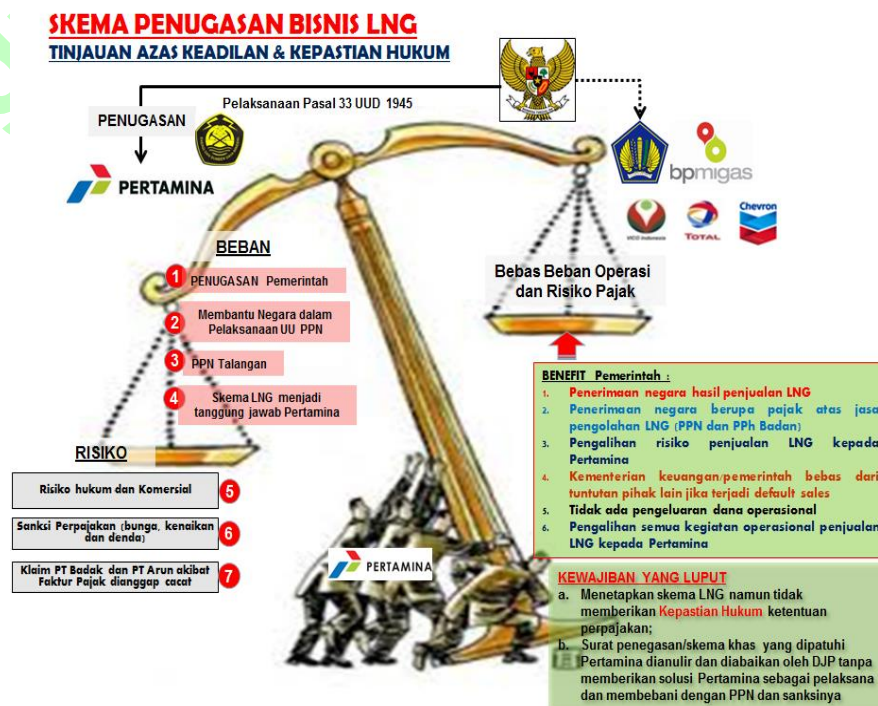 SKEMA PENUGASAN BISNIS LNG
TINJAUAN AZAS KEADILAN & KEPASTIAN HUKUM
Pelaksanaan Pasal 33 UUD 1945
PENUGASAN
PERTAMINA
bpmigas
VICO Indonesia
TOTAL
Chevron
BEBAN
1 PENUGASAN Pemerintah
2 Membantu Negara dalam
Pelaksanaan UU PPN
3 PPN Talangan
4 Skema LNG menjadi
tanggung jawab Pertamina
Bebas Beban Operasi
dan Risiko Pajak
RISIKO
Risiko hukum dan Komersial 5
Sanksi Perpajakan (bunga, kenaikan
dan denda) 6
Klaim PT Badak dan PT Arun akibat
Faktur Pajak dianggap cacat 7
PERTAMINA
BENEFIT Pemerintah :
1. Penerimaan negara hasil penjualan LNG
2. Penerimaan negara berupa pajak atas jasa
pengolahan LNG (PPN dan PPh Badan)
3. Pengalihan risiko penjualan LNG kepada
Pertamina
4. Kementerian keuangan/pemerintah bebas dari
tuntutan pihak lain jika terjadi default sales
5. Tidak ada pengeluaran dana operasional
6. Pengalihan semua kegiatan operasional penjualan
LNG kepada Pertamina
KEWAJIBAN YANG LUPUT
a. Menetapkan skema LNG namun tidak
memberikan Kepastian Hukum ketentuan
perpajakan;
b. Surat penegasan/skema khas yang dipatuhi
Pertamina dianulir dan diabaikan oleh DJP tanpa
memberikan solusi Pertamina sebagai pelaksana
dan membebani dengan PPN dan sanksinya